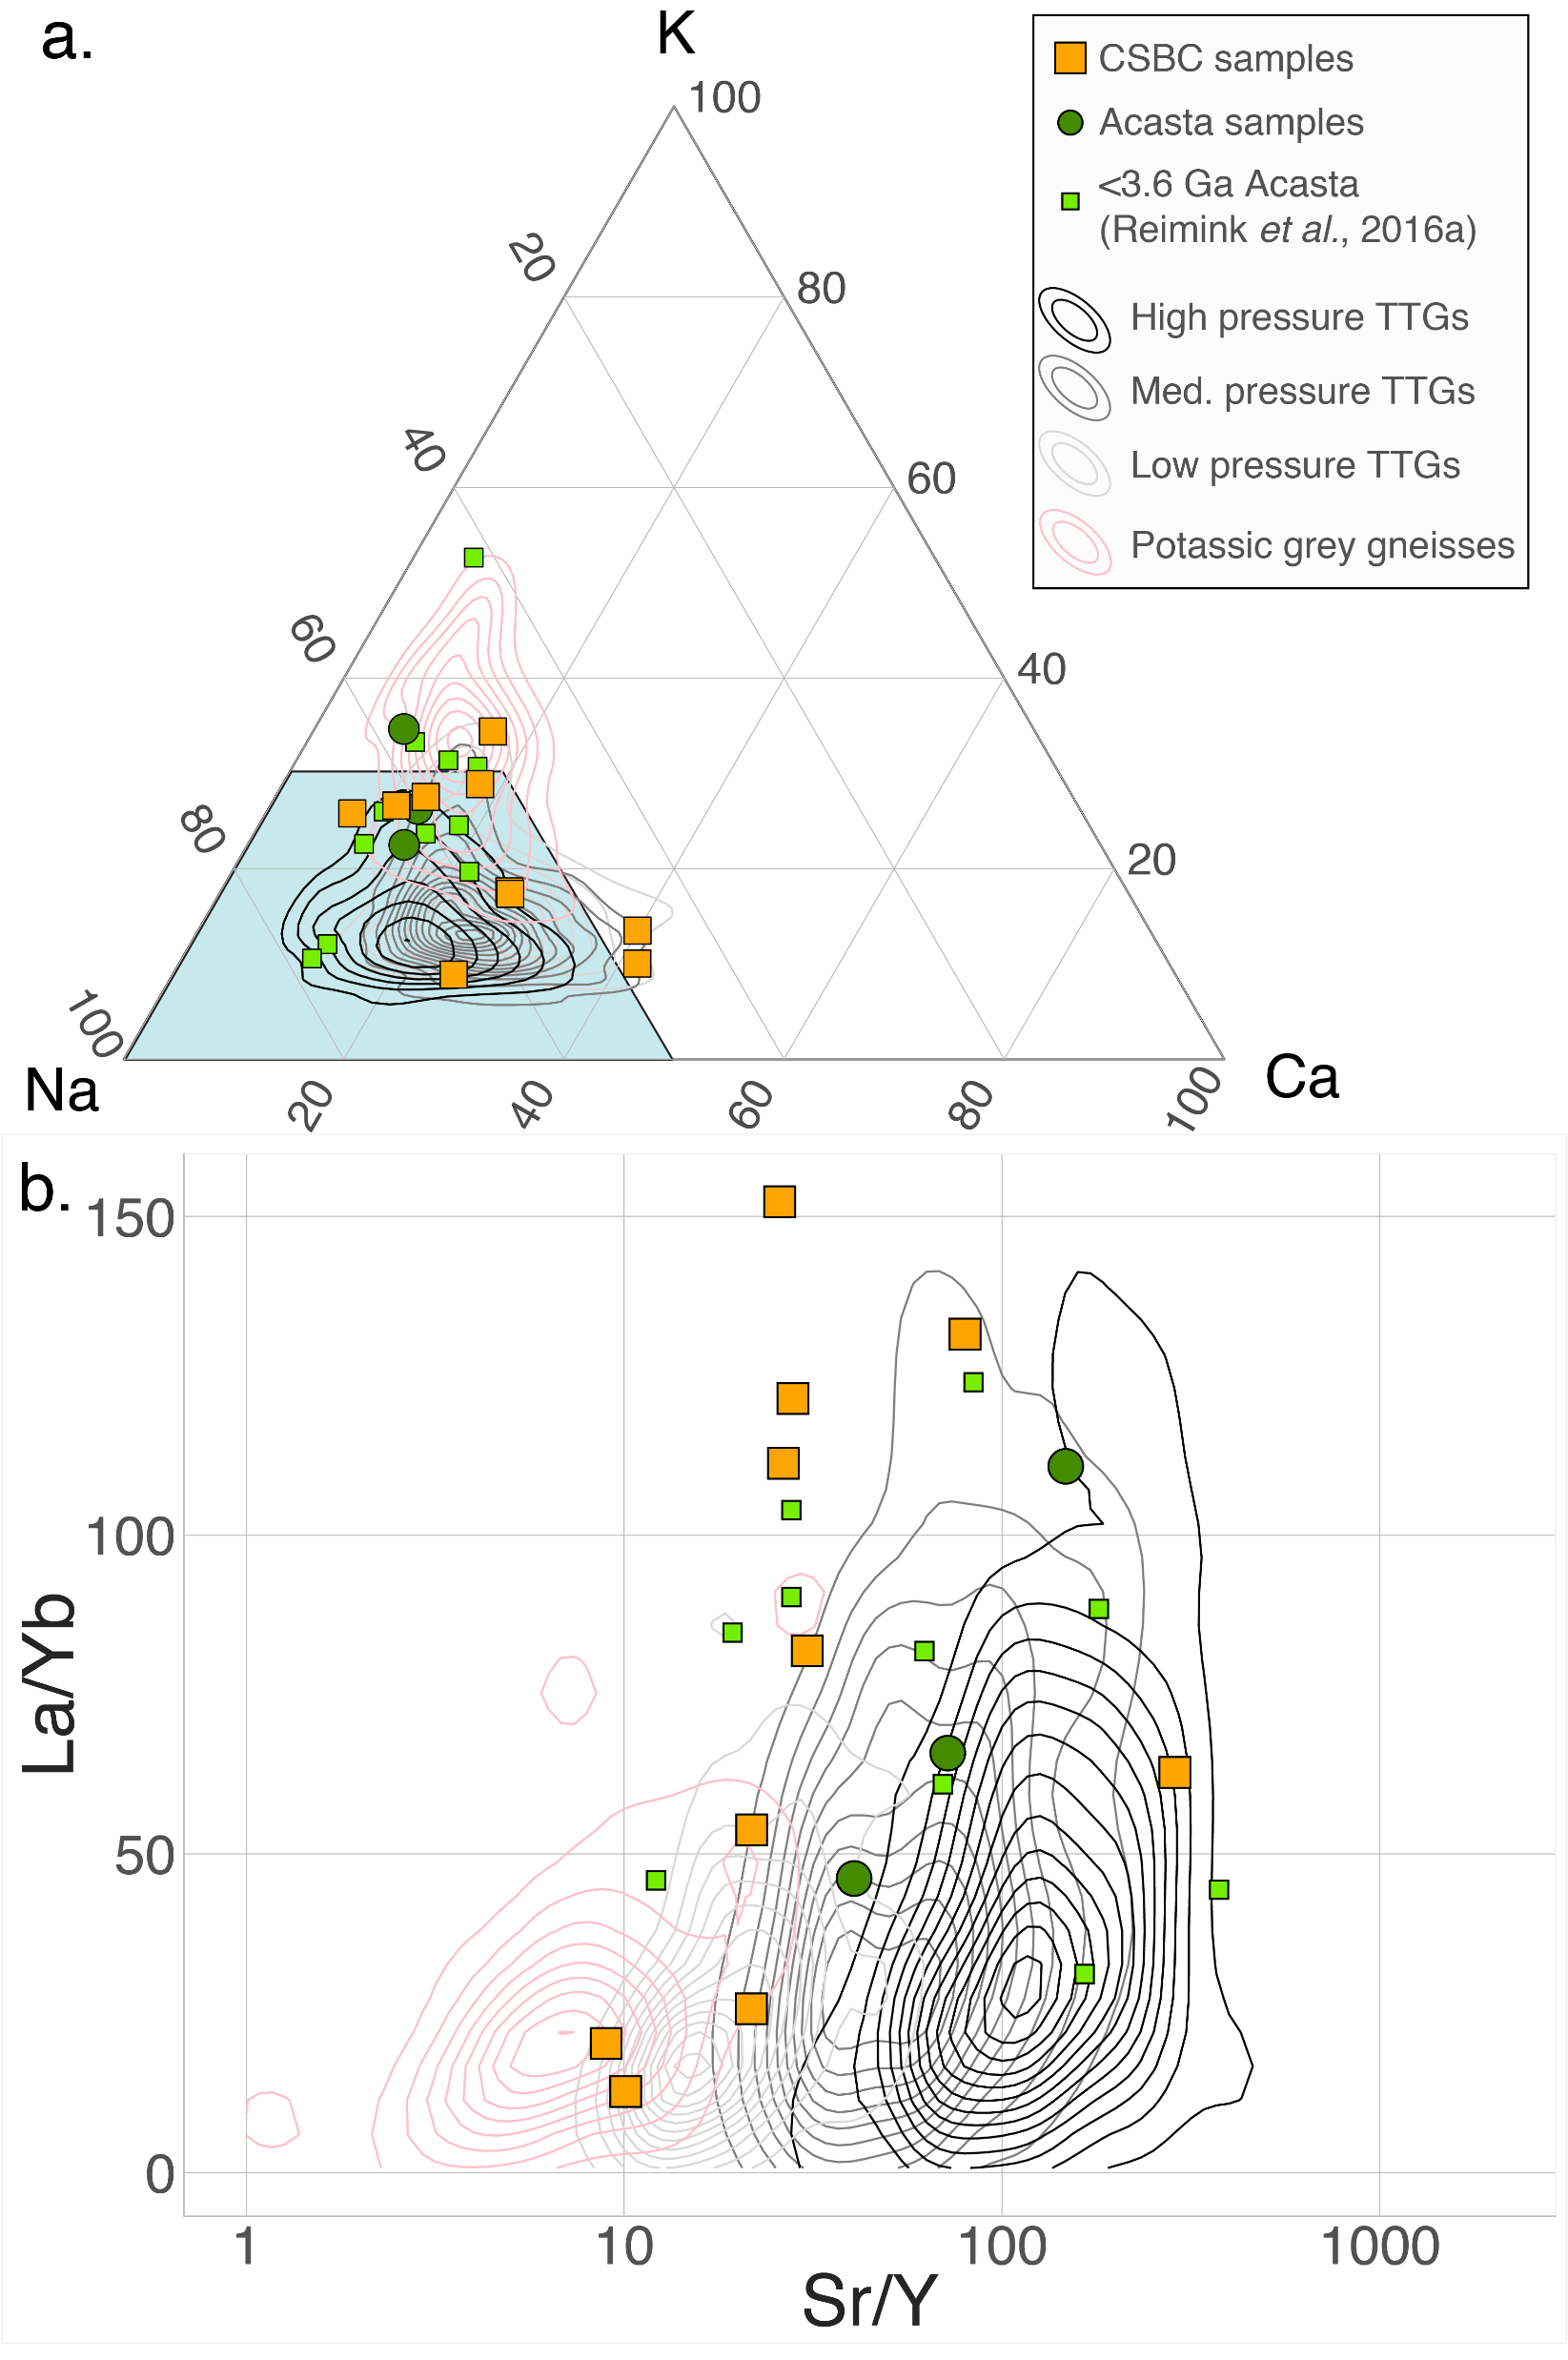 a.
K
100
CSBC samples
Acasta samples
<3.6 Ga Acasta
(Reimink et al., 2016a)
High pressure TTGs
Med. pressure TTGs
Low pressure TTGs
Potassic grey gneisses
20
80
40
60
60
40
80
20
100
Na
20
40
60
80
100
Ca
b.
150
100
50
0
La/Yb
1
10
100
1000
Sr/Y